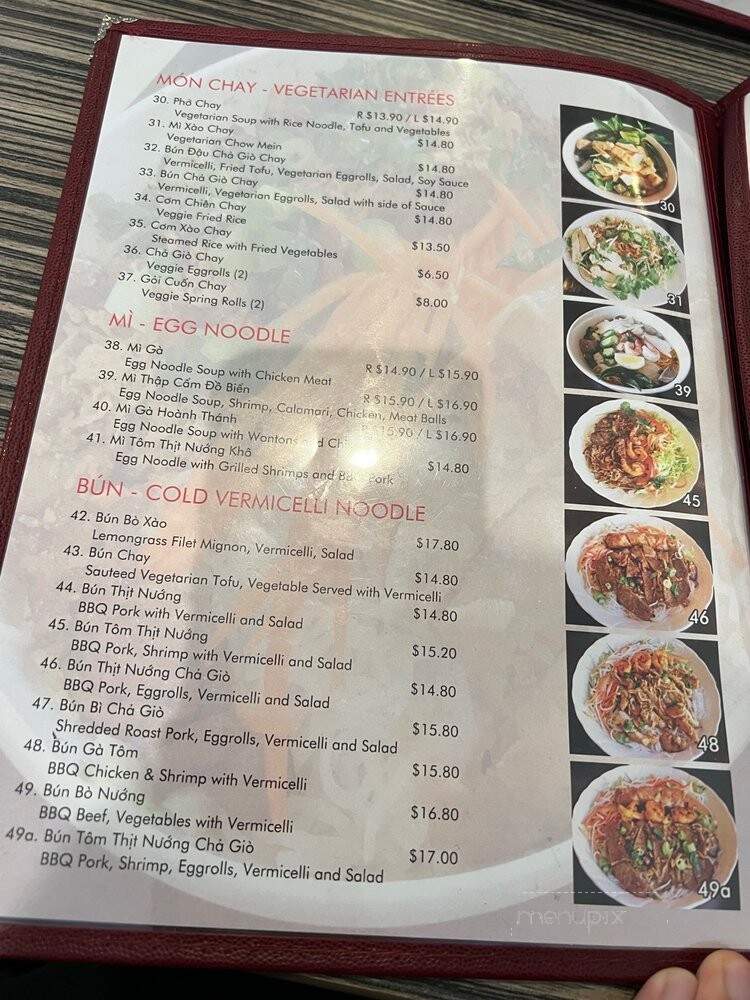 MÓN CHAY - VEGETARIAN ENTRÉES
30. Phở Chay R $13.90 / L $14.90
Vegetarian Soup with Rice Noodle, Tofu and Vegetables
31. Mì Xào Chay $14.80
Vegetarian Chow Mein
32. Bún Đậu Chả Giò Chay $14.80
Vermicelli, Fried Tofu, Vegetarian Eggrolls, Salad, Soy Sauce
33. Bún Chả Giò Chay $14.80
Vermicelli, Vegetarian Eggrolls, Salad with side of Sauce
34. Cơm Chiên Chay $14.80
Veggie Fried Rice
35. Cơm Xào Chay $13.50
Steamed Rice with Fried Vegetables
36. Chả Giò Chay $6.50
Veggie Eggrolls (2)
37. Gỏi Cuốn Chay $8.00
Veggie Spring Rolls (2)
MÌ - EGG NOODLE
38. Mì Gà R $14.90 / L $15.90
Egg Noodle Soup with Chicken Meat
39. Mì Thập Cẩm Đồ Biển R $15.90 / L $16.90
Egg Noodle Soup, Shrimp, Calamari, Chicken, Meat Balls
40. Mì Gà Hoành Thánh 15.90 / L $16.90
Egg Noodle Soup with Wontons and
41. Mì Tôm Thịt Nướng Khô $14.80
Egg Noodle with Grilled Shrimps and Pork
BÚN - COLD VERMICELLI NOODLE
42. Bún Bò Xào $17.80
Lemongrass Filet Mignon, Vermicelli, Salad
43. Bún Chay $14.80
Sauteed Vegetarian Tofu, Vegetable Served with Vermicelli
44. Bún Thịt Nướng $14.80
BBQ Pork with Vermicelli and Salad
45. Bún Tôm Thịt Nướng $15.20
BBQ Pork, Shrimp with Vermicelli and Salad
46. Bún Thịt Nướng Chả Giò $14.80
BBQ Pork, Eggrolls, Vermicelli and Salad
47. Bún Bì Chả Giò $15.80
Shredded Roast Pork, Eggrolls, Vermicelli and Salad
48. Bún Gà Tôm $15.80
BBQ Chicken & Shrimp with Vermicelli
49. Bún Bò Nướng $16.80
BBQ Beef, Vegetables with Vermicelli
49a. Bún Tôm Thịt Nướng Chả Giò $17.00
BBQ Pork, Shrimp, Eggrolls, Vermicelli and Salad
30
31
39
45
46
48
49a
menupix